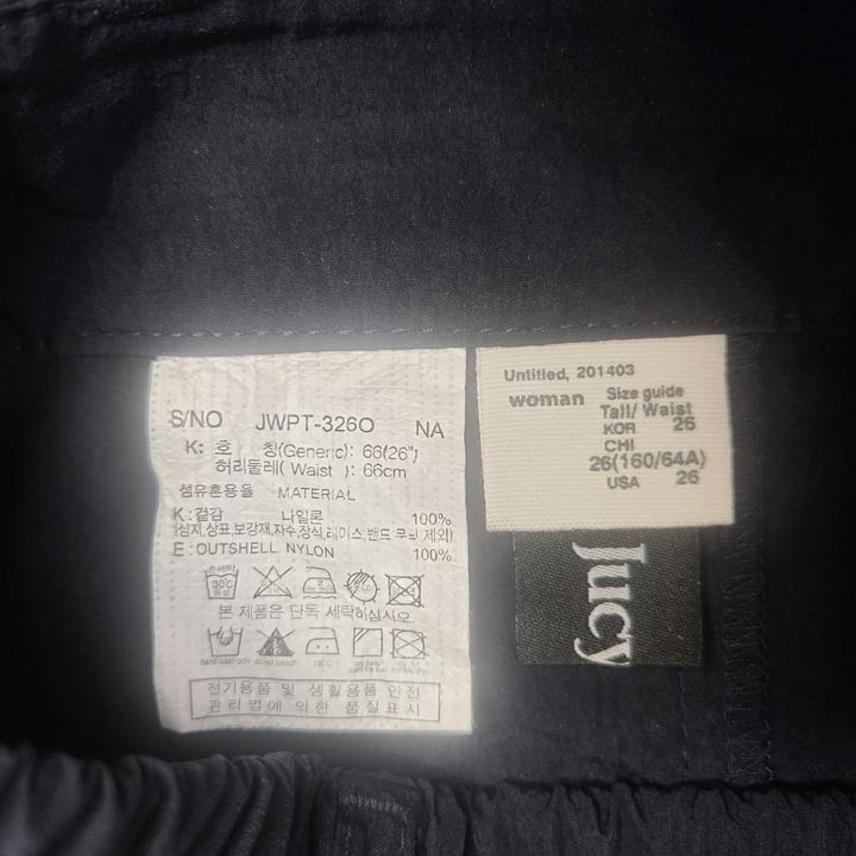 S/NO JWPT-326O NA
K: 호 칭(Generic): 66(26")
허리둘레( Waist ): 66cm
섬유혼용율 MATERIAL
K:겉감 나일론 100%
(심지,상표,보강재,자수,장식,레이스,밴드 무늬 제외)
E:OUTSHELL NYLON 100%
30℃
본 제품은 단독 세탁하십시오
hand wash only
전기용품 및 생활용품 안전
관리법에 의한 품질표시
Untitled, 201403
woman Size guide
Tall/ Waist
KOR 26
CHI
26(160/64A)
USA 26
Jucy